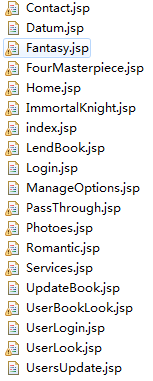 Contact.jsp
Datum.jsp
Fantasy.jsp
FourMasterpiece.jsp
Home.jsp
ImmortalKnight.jsp
index.jsp
LendBook.jsp
Login.jsp
ManageOptions.jsp
PassThrough.jsp
Photoes.jsp
Romantic.jsp
Services.jsp
UpdateBook.jsp
UserBookLook.jsp
UserLogin.jsp
UserLook.jsp
UsersUpdate.jsp